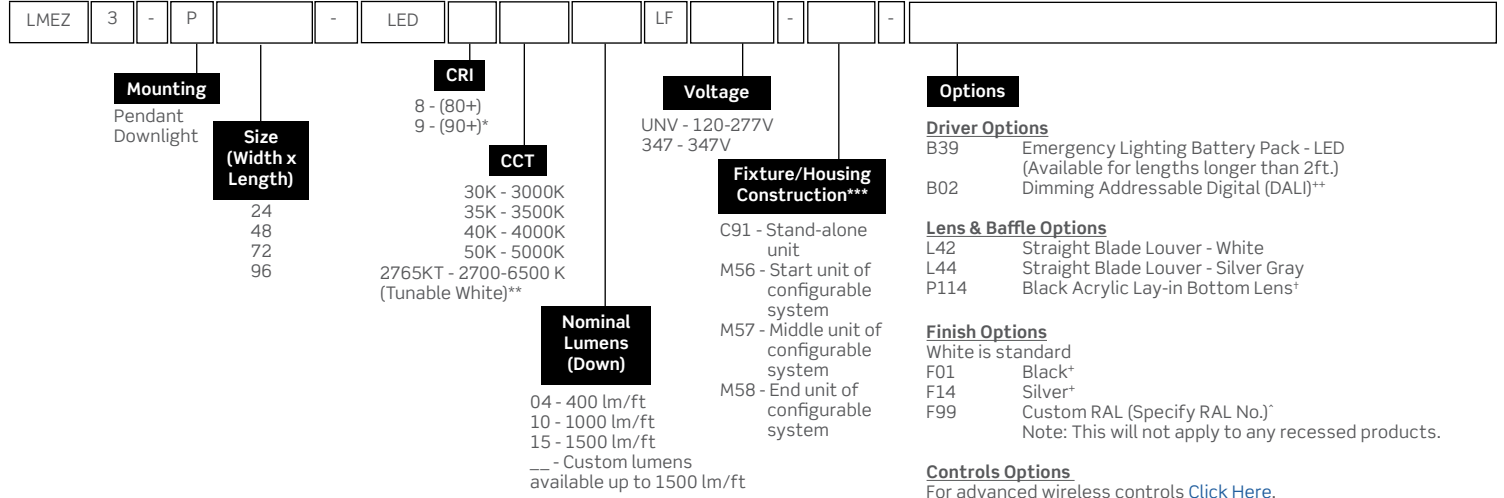 LMEZ 3 - P - LED LF - -
Mounting
Pendant
Downlight
Size
(Width x
Length)
24
48
72
96
CRI
8 - (80+)
9 - (90+)*
CCT
30K - 3000K
35K - 3500K
40K - 4000K
50K - 5000K
2765KT - 2700-6500 K
(Tunable White)**
Nominal
Lumens
(Down)
04 - 400 lm/ft
10 - 1000 lm/ft
15 - 1500 lm/ft
__ - Custom lumens
available up to 1500 lm/ft
Voltage
UNV - 120-277V
347 - 347V
Fixture/Housing
Construction***
C91 - Stand-alone
unit
M56 - Start unit of
configurable
system
M57 - Middle unit of
configurable
system
M58 - End unit of
configurable
system
Options
Driver Options
B39 Emergency Lighting Battery Pack - LED
(Available for lengths longer than 2ft.)
B02 Dimming Addressable Digital (DALI)++
Lens & Baffle Options
L42 Straight Blade Louver - White
L44 Straight Blade Louver - Silver Gray
P114 Black Acrylic Lay-in Bottom Lens†
Finish Options
White is standard
F01 Black+
F14 Silver+
F99 Custom RAL (Specify RAL No.)^
Note: This will not apply to any recessed products.
Controls Options
For advanced wireless controls Click Here.